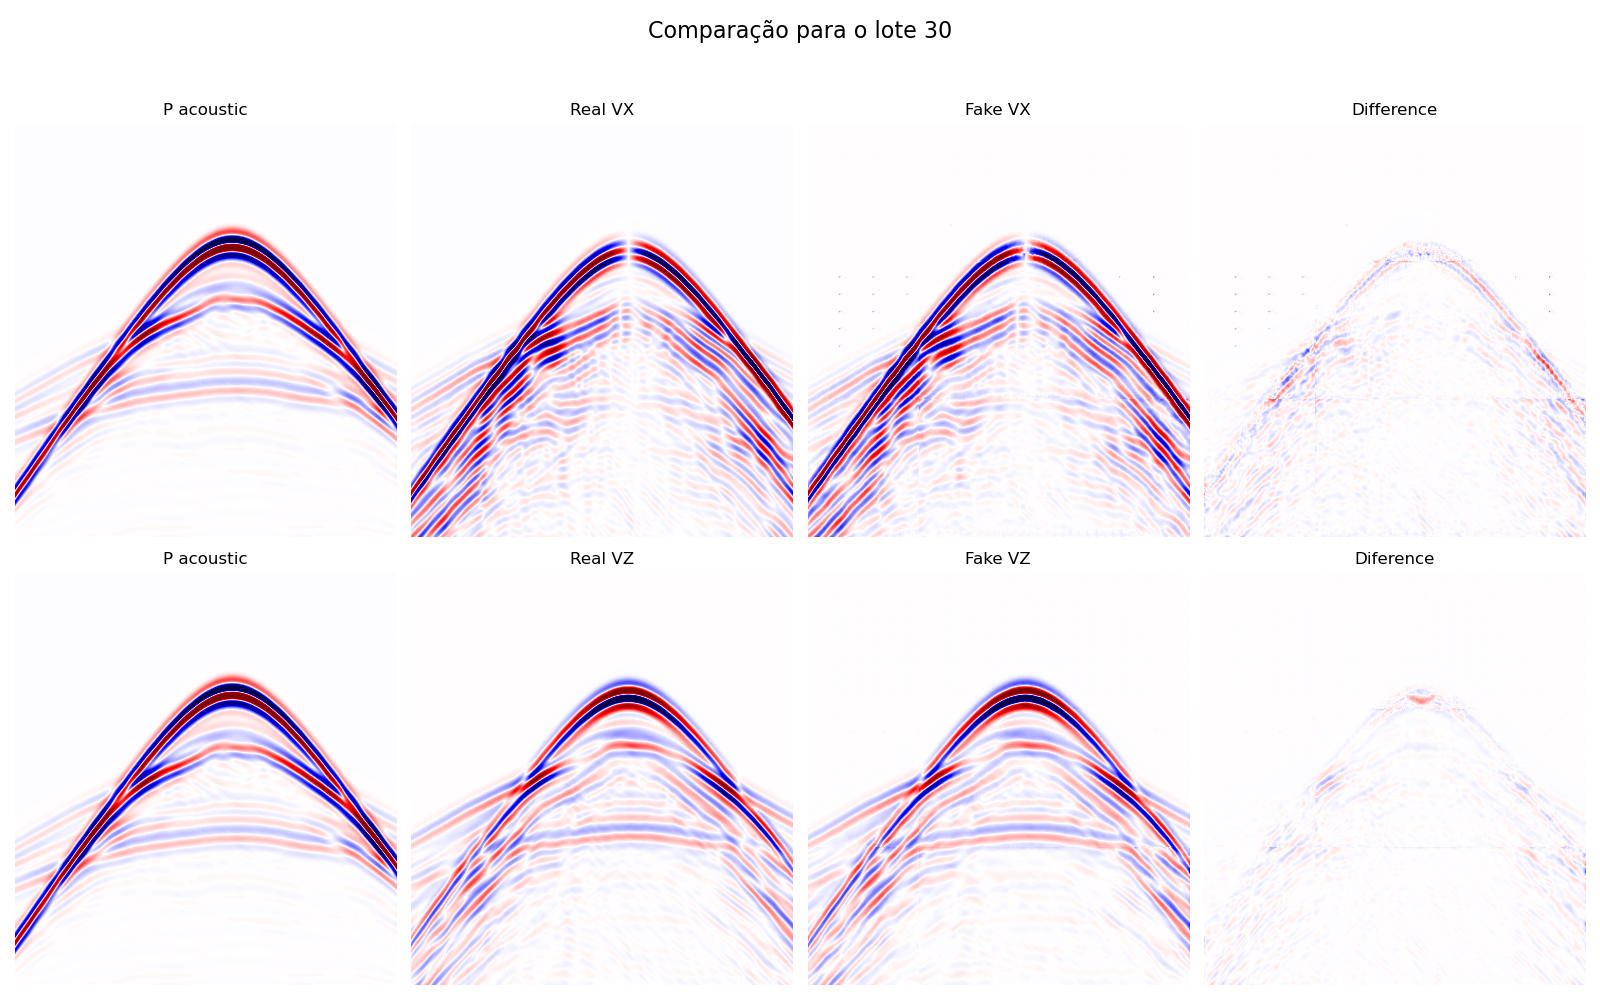 Comparação para o lote 30
P acoustic
Real VX
Fake VX
Difference
P acoustic
Real VZ
Fake VZ
Diference